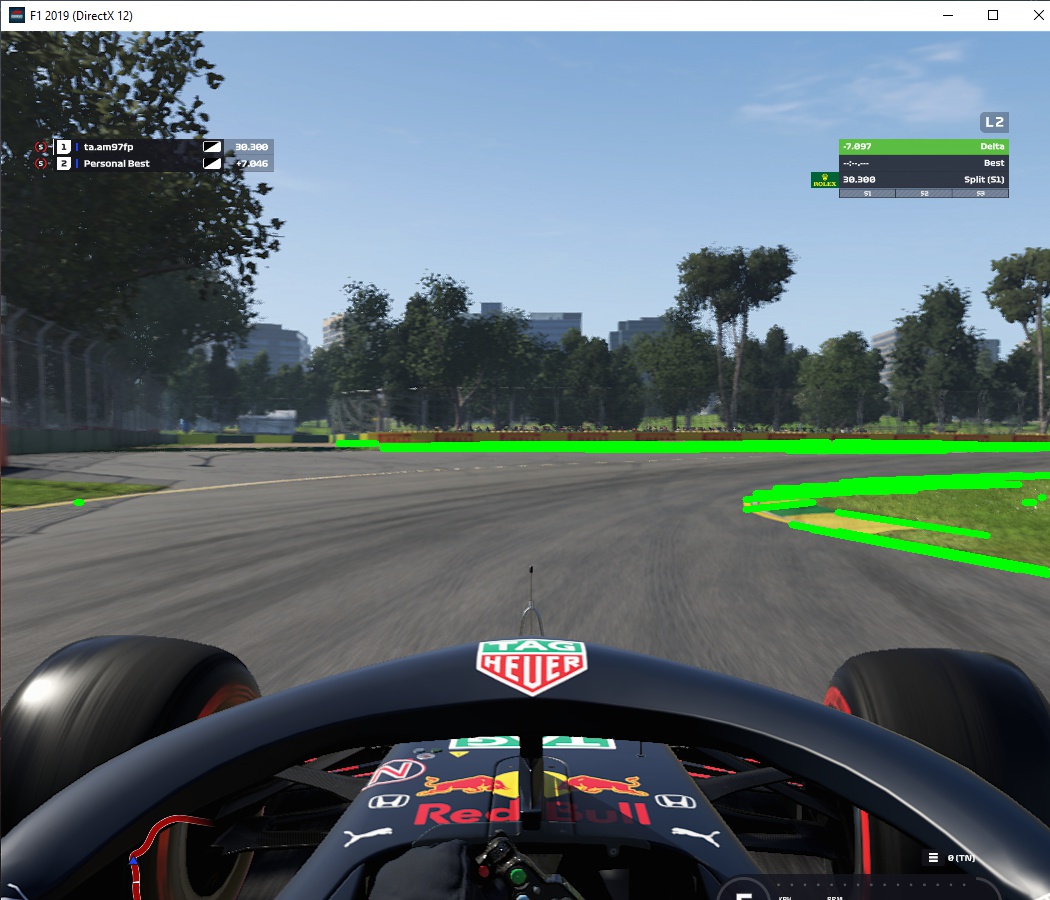 F1 2019 (DirectX 12)
L2
S 1 ta.am97fp 30.300
S 2 Personal Best +7.046
-7.097 Delta
--:--.--- Best
ROLEX 30.300 Split (S1)
S1 S2 S3
TAG
HEUER
TAG
Red Bull
0 (TN)